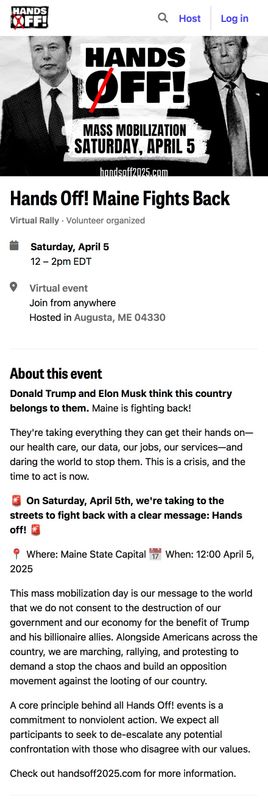 HANDS
OFF!
Host
Log in
HANDS
OFF!
MASS MOBILIZATION
SATURDAY, APRIL 5
handsoff2025.com
Hands Off! Maine Fights Back
Virtual Rally · Volunteer organized
Saturday, April 5
12 – 2pm EDT
Virtual event
Join from anywhere
Hosted in Augusta, ME 04330
About this event
Donald Trump and Elon Musk think this country
belongs to them. Maine is fighting back!
They're taking everything they can get their hands on—
our health care, our data, our jobs, our services—and
daring the world to stop them. This is a crisis, and the
time to act is now.
🚨 On Saturday, April 5th, we're taking to the
streets to fight back with a clear message: Hands
off! 🚨
📍 Where: Maine State Capital 📅 When: 12:00 April 5,
2025
This mass mobilization day is our message to the world
that we do not consent to the destruction of our
government and our economy for the benefit of Trump
and his billionaire allies. Alongside Americans across the
country, we are marching, rallying, and protesting to
demand a stop the chaos and build an opposition
movement against the looting of our country.
A core principle behind all Hands Off! events is a
commitment to nonviolent action. We expect all
participants to seek to de-escalate any potential
confrontation with those who disagree with our values.
Check out handsoff2025.com for more information.